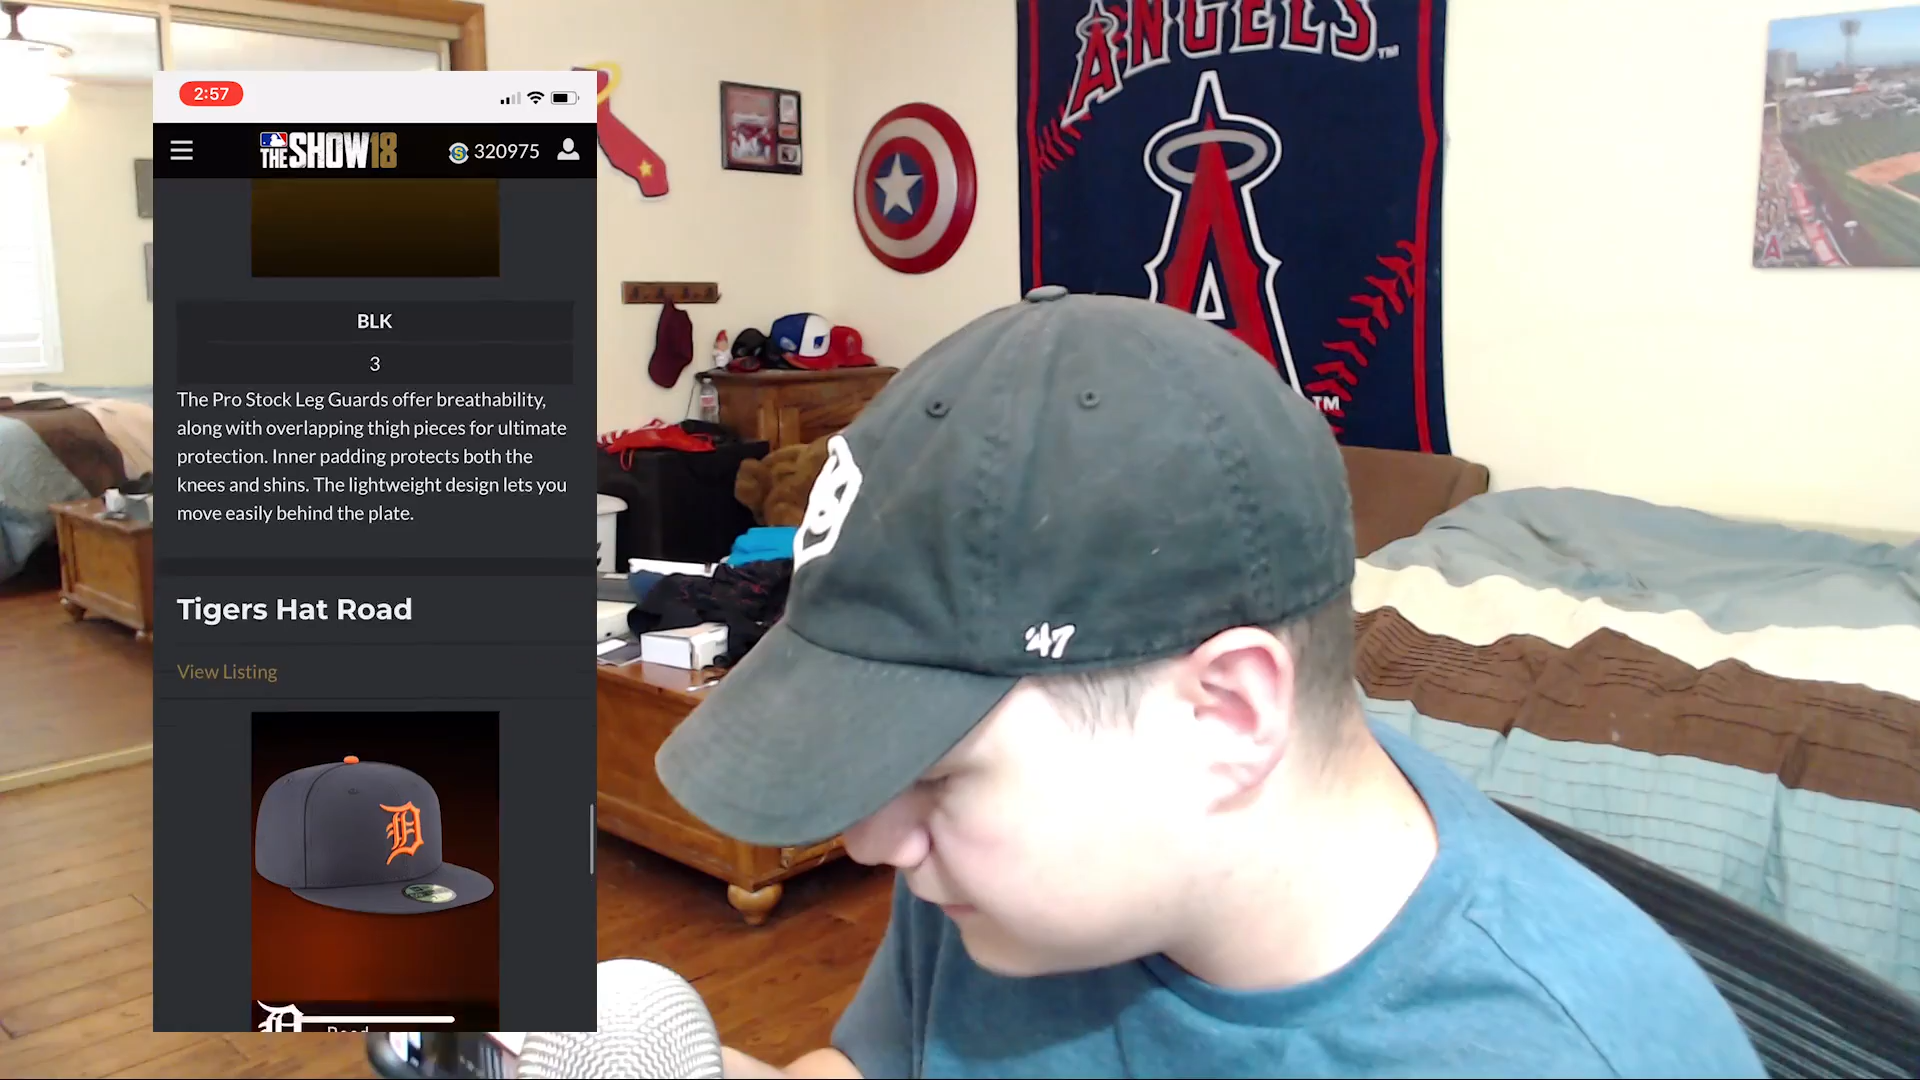 ANGELS™
A
TM
2:57
THE SHOW 18
S 320975
BLK
3
The Pro Stock Leg Guards offer breathability,
along with overlapping thigh pieces for ultimate
protection. Inner padding protects both the
knees and shins. The lightweight design lets you
move easily behind the plate.
Tigers Hat Road
View Listing
D
D
Road
'47